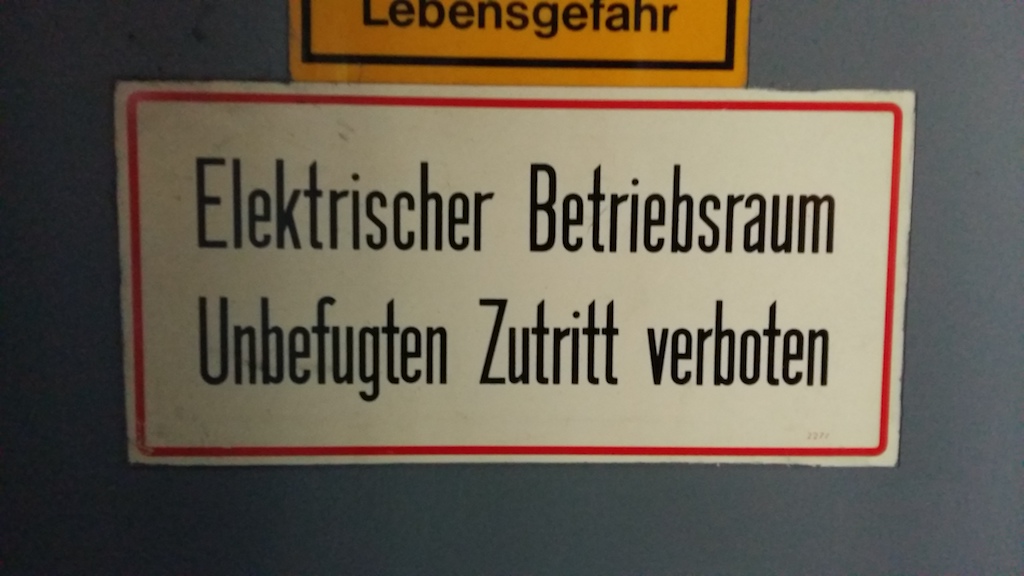 Lebensgefahr
Elektrischer Betriebsraum
Unbefugten Zutritt verboten